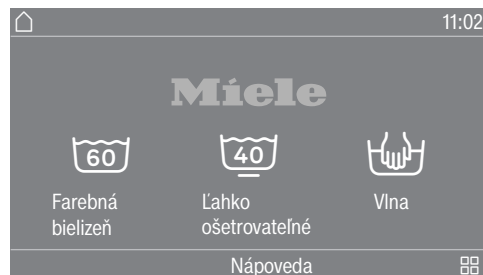 11:02
Miele
60
40
Farebná
bielizeň
Ľahko
ošetrovateľné
Vlna
Nápoveda